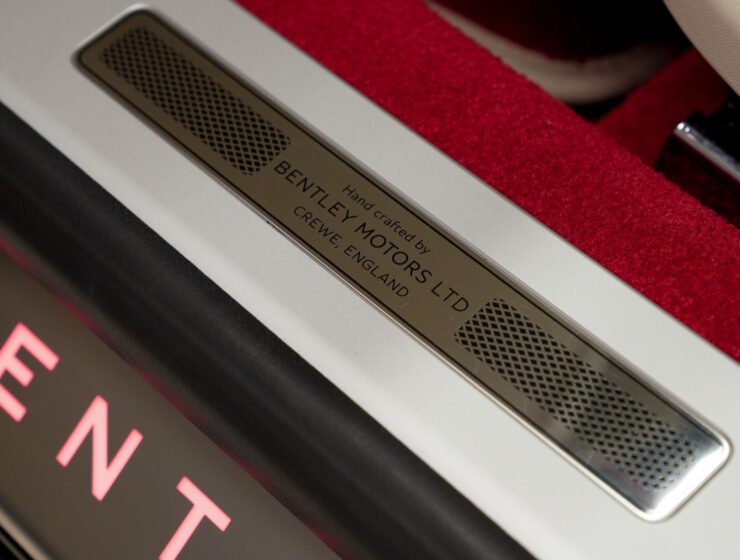 Hand crafted by
BENTLEY MOTORS LTD
CREWE, ENGLAND
ENT